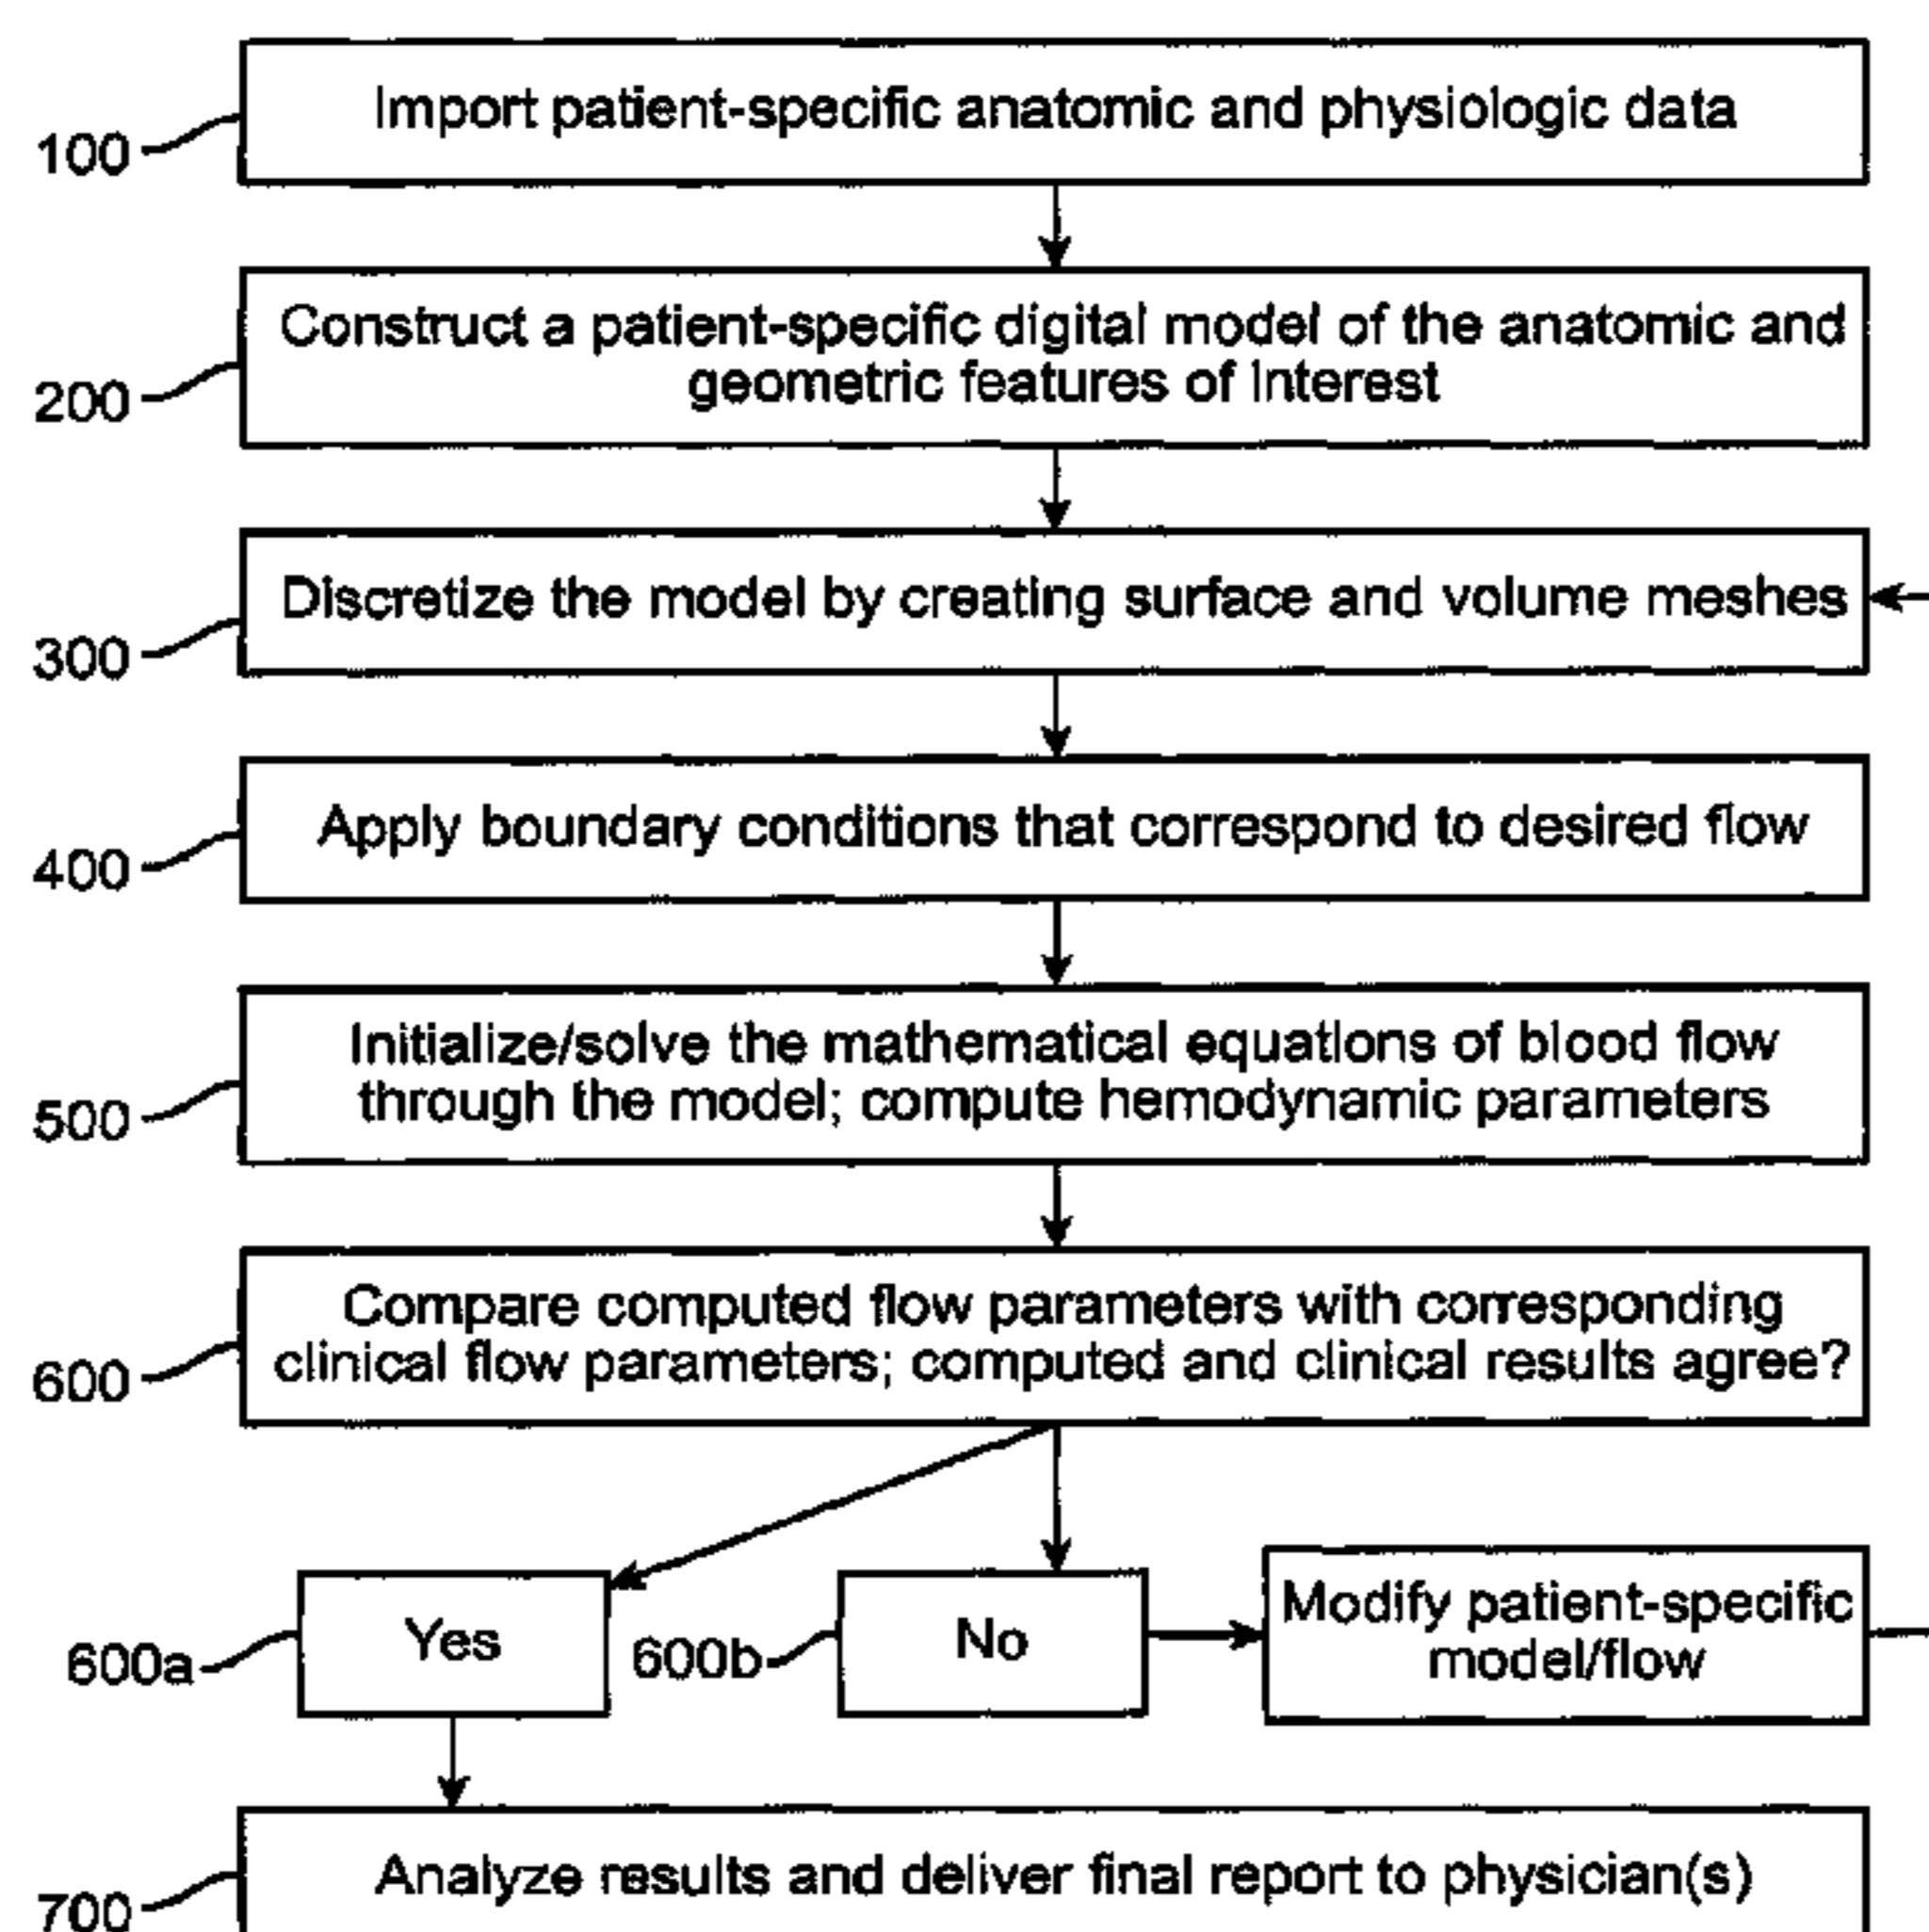 Import patient-specific anatomic and physiologic data
100
Construct a patient-specific digital model of the anatomic and
geometric features of interest
200
Discretize the model by creating surface and volume meshes
300
Apply boundary conditions that correspond to desired flow
400
Initialize/solve the mathematical equations of blood flow
through the model; compute hemodynamic parameters
500
Compare computed flow parameters with corresponding
clinical flow parameters; computed and clinical results agree?
600
Yes
600a
No
600b
Modify patient-specific
model/flow
Analyze results and deliver final report to physician(s)
700